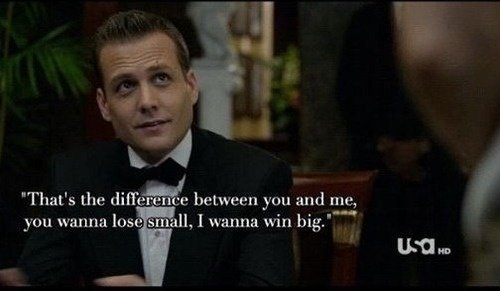 "That's the difference between you and me,
you wanna lose small, I wanna win big."
usa HD